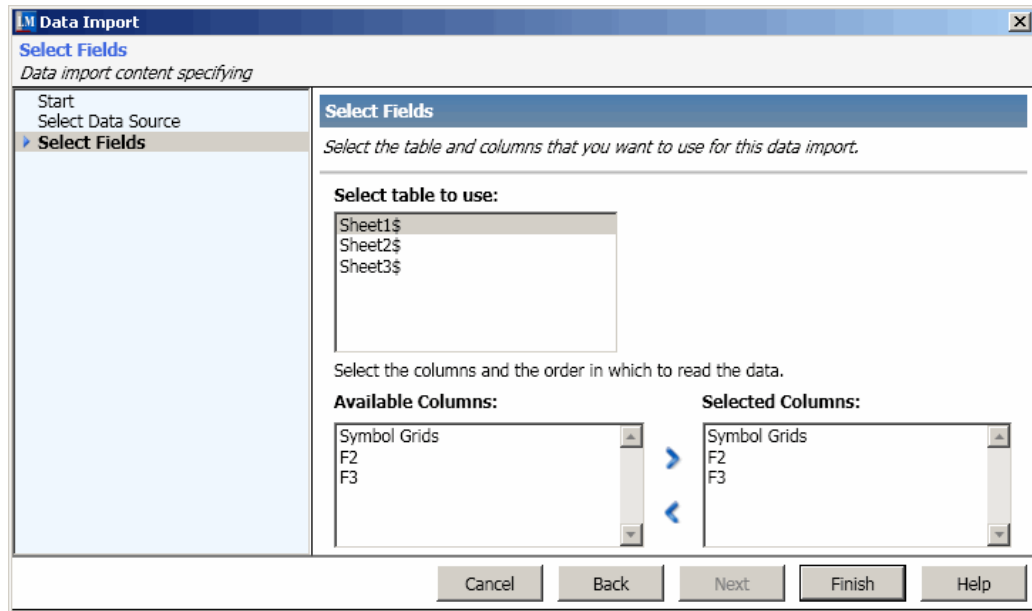 LM Data Import
Select Fields
Data import content specifying
Start
Select Data Source
Select Fields
Select Fields
Select the table and columns that you want to use for this data import.
Select table to use:
Sheet1$
Sheet2$
Sheet3$
Select the columns and the order in which to read the data.
Available Columns:
Symbol Grids
F2
F3
Selected Columns:
Symbol Grids
F2
F3
Cancel Back Next Finish Help